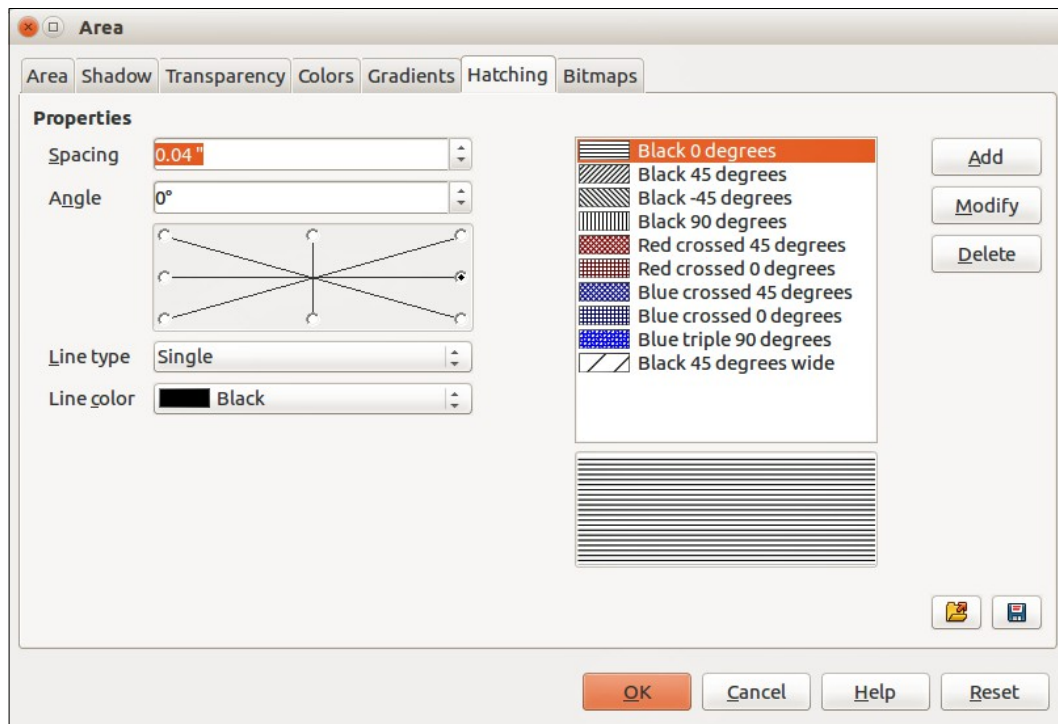 Area
Area Shadow Transparency Colors Gradients Hatching Bitmaps
Properties
Spacing 0.04 "
Angle 0°
Line type Single
Line color Black
Black 0 degrees
Black 45 degrees
Black -45 degrees
Black 90 degrees
Red crossed 45 degrees
Red crossed 0 degrees
Blue crossed 45 degrees
Blue crossed 0 degrees
Blue triple 90 degrees
Black 45 degrees wide
Add
Modify
Delete
OK Cancel Help Reset